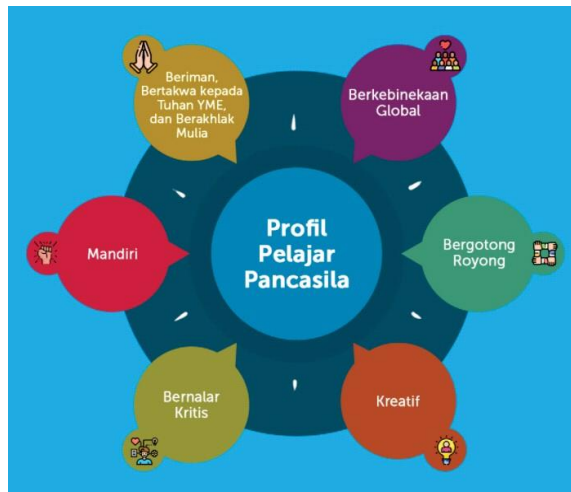 Beriman,
Bertakwa kepada
Tuhan YME,
dan Berakhlak
Mulia
Berkebinekaan
Global
Mandiri
Profil
Pelajar
Pancasila
Bergotong
Royong
Bernalar
Kritis
Kreatif